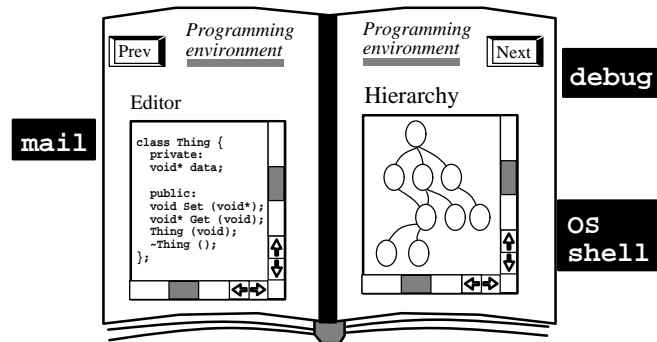 mail
Prev
Programming
environment
Editor
class Thing {
  private:
  void* data;

  public:
  void Set (void*);
  void* Get (void);
  Thing (void);
  ~Thing ();
};
Programming
environment
Next
Hierarchy
debug
OS
shell